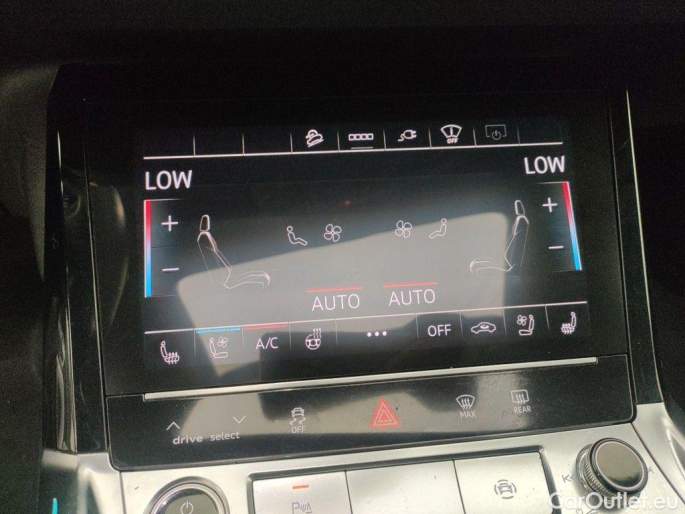 OFF
LOW LOW
+ +
− −
AUTO AUTO
A/C ... OFF
drive select OFF MAX REAR
CarOutlet.eu